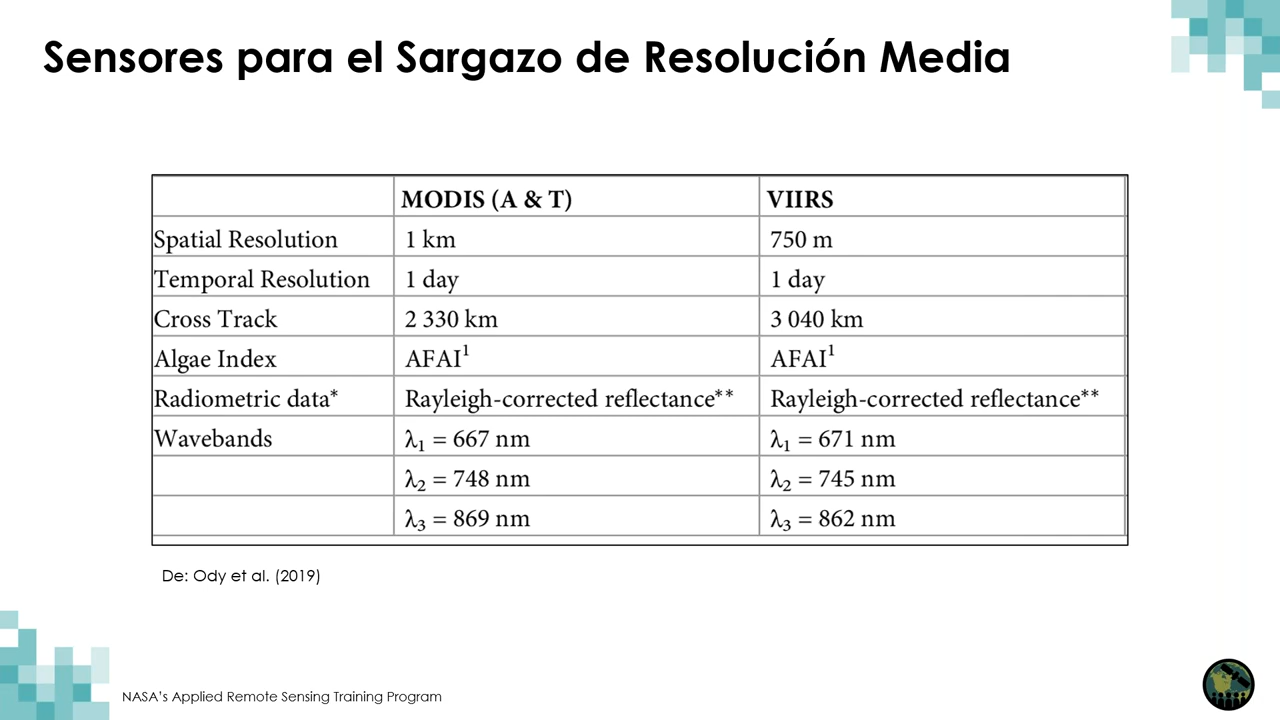 Sensores para el Sargazo de Resolución Media
MODIS (A & T) VIIRS
Spatial Resolution 1 km 750 m
Temporal Resolution 1 day 1 day
Cross Track 2 330 km 3 040 km
Algae Index AFAI¹ AFAI¹
Radiometric data* Rayleigh-corrected reflectance** Rayleigh-corrected reflectance**
Wavebands λ₁ = 667 nm λ₁ = 671 nm
λ₂ = 748 nm λ₂ = 745 nm
λ₃ = 869 nm λ₃ = 862 nm
De: Ody et al. (2019)
NASA's Applied Remote Sensing Training Program